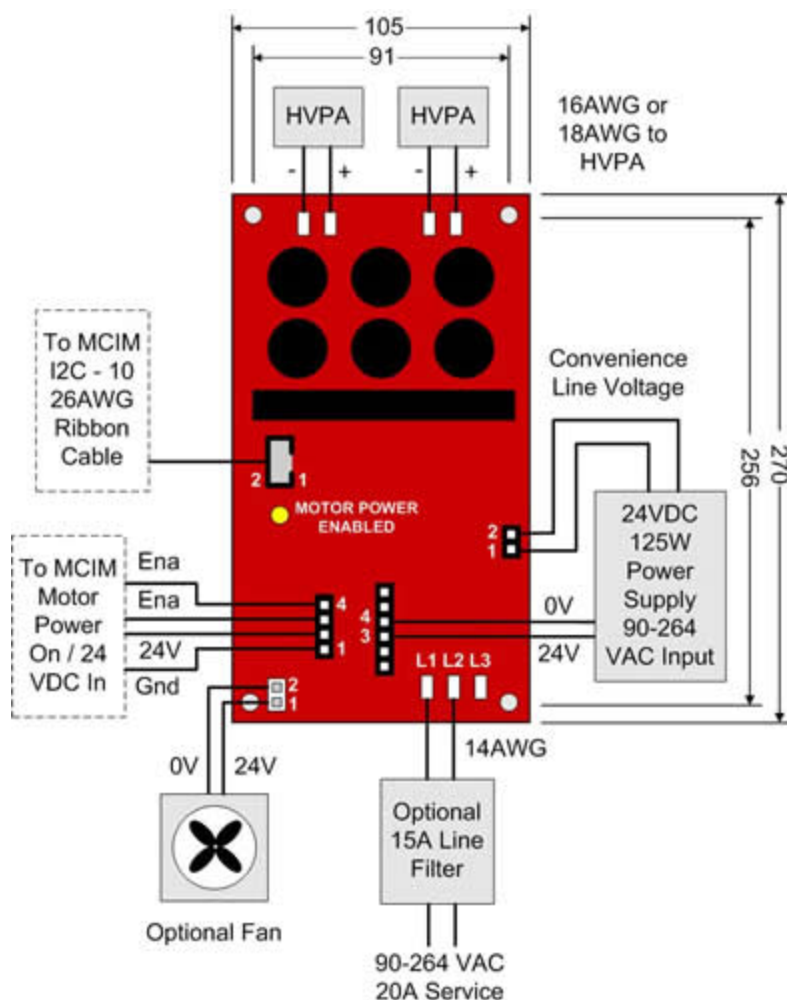 105
91
HVPA
HVPA
16AWG or
18AWG to
HVPA
- +
- +
To MCIM
I2C - 10
26AWG
Ribbon
Cable
2 1
MOTOR POWER
ENABLED
Convenience
Line Voltage
256
270
2
1
24VDC
125W
Power
Supply
90-264
VAC Input
To MCIM
Motor
Power
On / 24
VDC In
Ena
Ena
24V
Gnd
4
1
4
3
0V
24V
L1 L2 L3
2
1
0V 24V
14AWG
Optional
15A Line
Filter
Optional Fan
90-264 VAC
20A Service